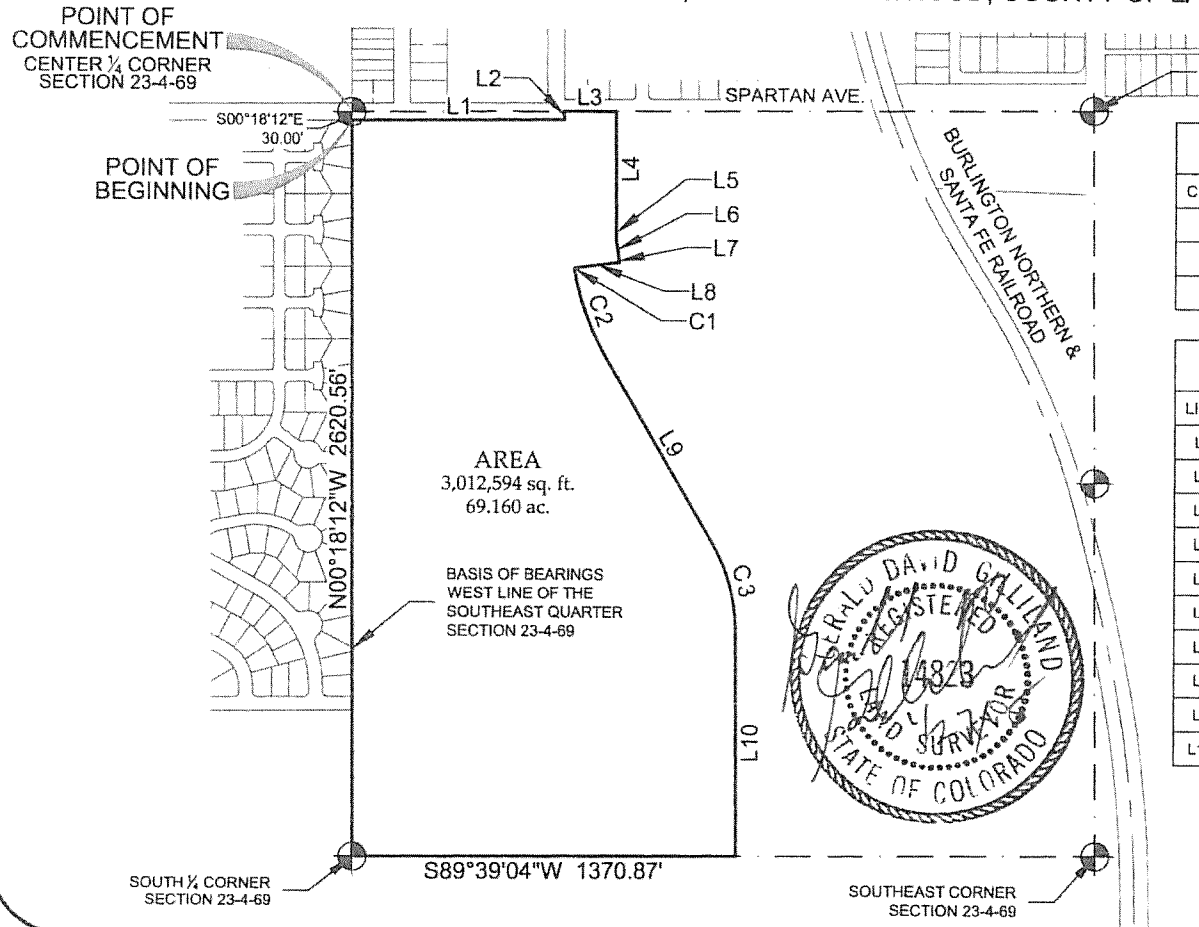 COUNTY OF
POINT OF
COMMENCEMENT
CENTER ¼ CORNER
SECTION 23-4-69
S00°18'12"E
30.00'
POINT OF
BEGINNING
L1
L2
L3
SPARTAN AVE.
L4
L5
L6
L7
L8
C1
C2
BURLINGTON NORTHERN &
SANTA FE RAILROAD
L9
N00°18'12"W 2620.56'
AREA
3,012,594 sq. ft.
69.160 ac.
BASIS OF BEARINGS
WEST LINE OF THE
SOUTHEAST QUARTER
SECTION 23-4-69
C3
L10
GERALD DAVID GILLILAND
REGISTERED
14823
LAND SURVEYOR
STATE OF COLORADO
S89°39'04"W 1370.87'
SOUTH ¼ CORNER
SECTION 23-4-69
SOUTHEAST CORNER
SECTION 23-4-69